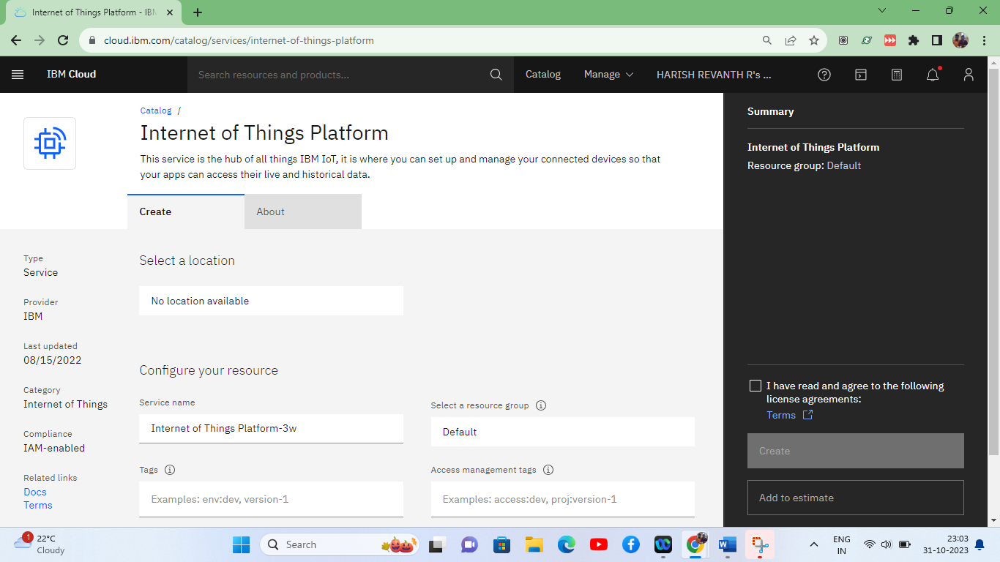 Internet of Things Platform - IBM
cloud.ibm.com/catalog/services/internet-of-things-platform
IBM Cloud
Search resources and products...
Catalog
Manage
HARISH REVANTH R's ...
Catalog /
Internet of Things Platform
This service is the hub of all things IBM IoT, it is where you can set up and manage your connected devices so that
your apps can access their live and historical data.
Create
About
Type
Service
Provider
IBM
Last updated
08/15/2022
Category
Internet of Things
Compliance
IAM-enabled
Related links
Docs
Terms
Select a location
No location available
Configure your resource
Service name
Internet of Things Platform-3w
Select a resource group
Default
Tags
Examples: env:dev, version-1
Access management tags
Examples: access:dev, proj:version-1
Summary
Internet of Things Platform
Resource group: Default
I have read and agree to the following
license agreements:
Terms
Create
Add to estimate
1
22°C
Cloudy
Search
ENG
IN
23:03
31-10-2023